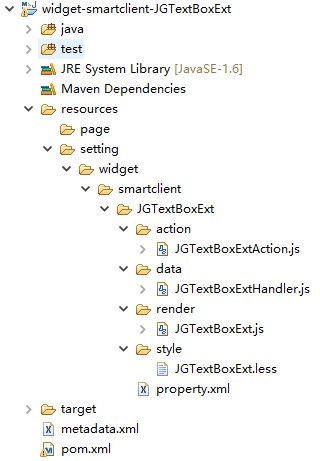 widget-smartclient-JGTextBoxExt
java
test
JRE System Library [JavaSE-1.6]
Maven Dependencies
resources
page
setting
widget
smartclient
JGTextBoxExt
action
JGTextBoxExtAction.js
data
JGTextBoxExtHandler.js
render
JGTextBoxExt.js
style
JGTextBoxExt.less
property.xml
target
metadata.xml
pom.xml